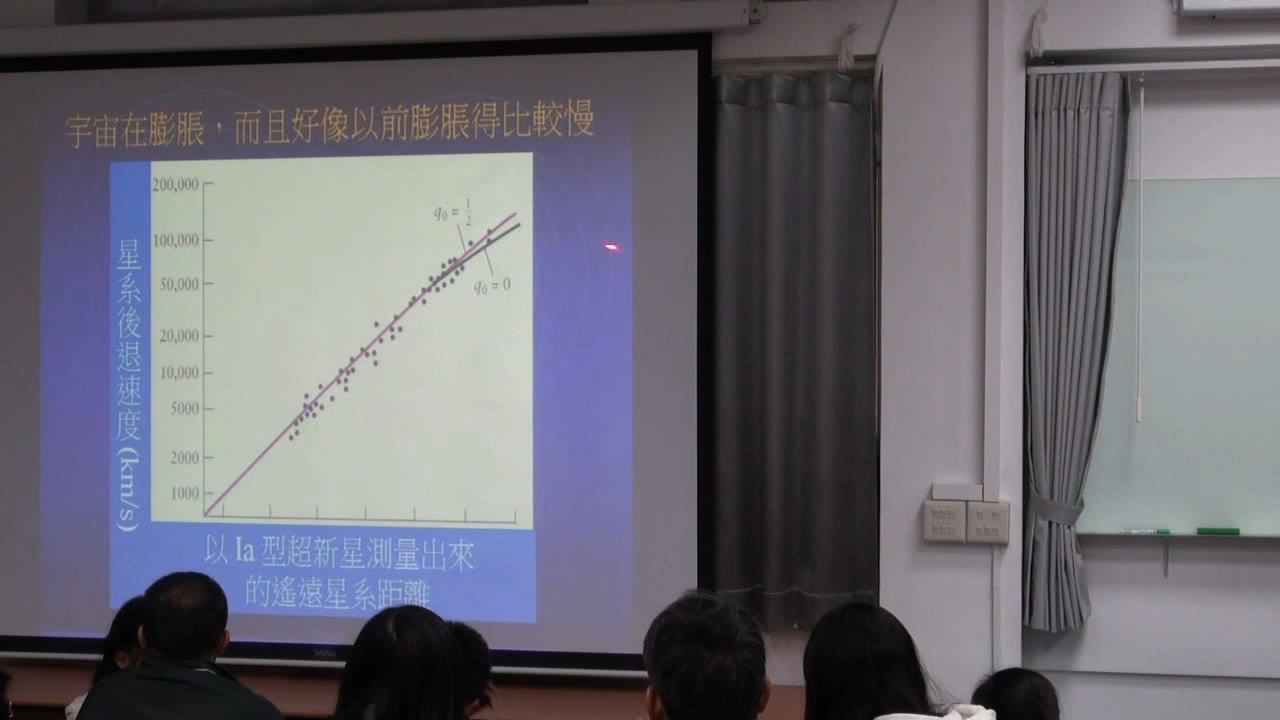 宇宙在膨脹，而且好像以前膨脹得比較慢
星系後退速度 (km/s)
200,000
100,000
50,000
20,000
10,000
5000
2000
1000
q₀ = 1/2
q₀ = 0
以 Ia 型超新星測量出來
的遙遠星系距離